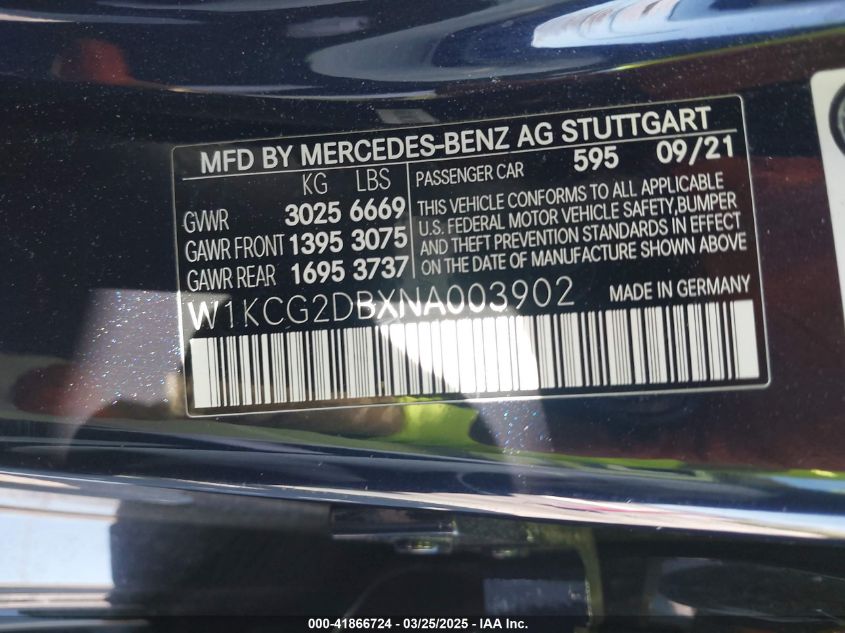 MFD BY MERCEDES-BENZ AG STUTTGART
KG LBS
GVWR 3025 6669
GAWR FRONT 1395 3075
GAWR REAR 1695 3737
PASSENGER CAR 595 09/21
THIS VEHICLE CONFORMS TO ALL APPLICABLE
U.S. FEDERAL MOTOR VEHICLE SAFETY,BUMPER
AND THEFT PREVENTION STANDARDS IN EFFECT
ON THE DATE OF MANUFACTURE SHOWN ABOVE
W1KCG2DBXNA003902
MADE IN GERMANY
000-41866724 — 03/25/2025 — IAA Inc.